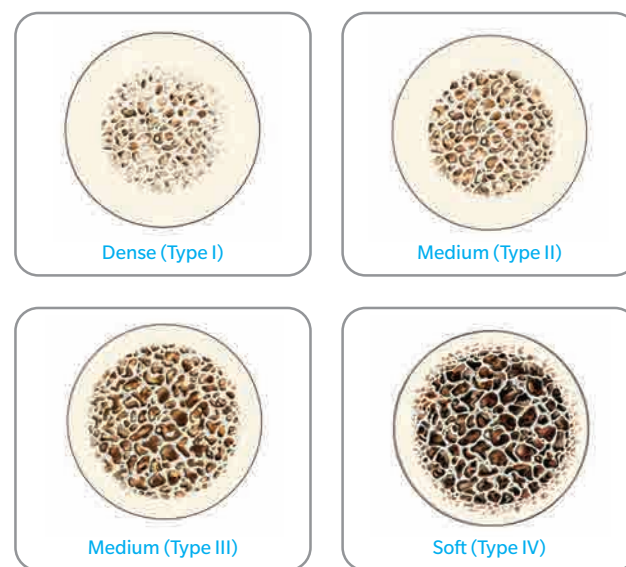 Dense (Type I)
Medium (Type II)
Medium (Type III)
Soft (Type IV)